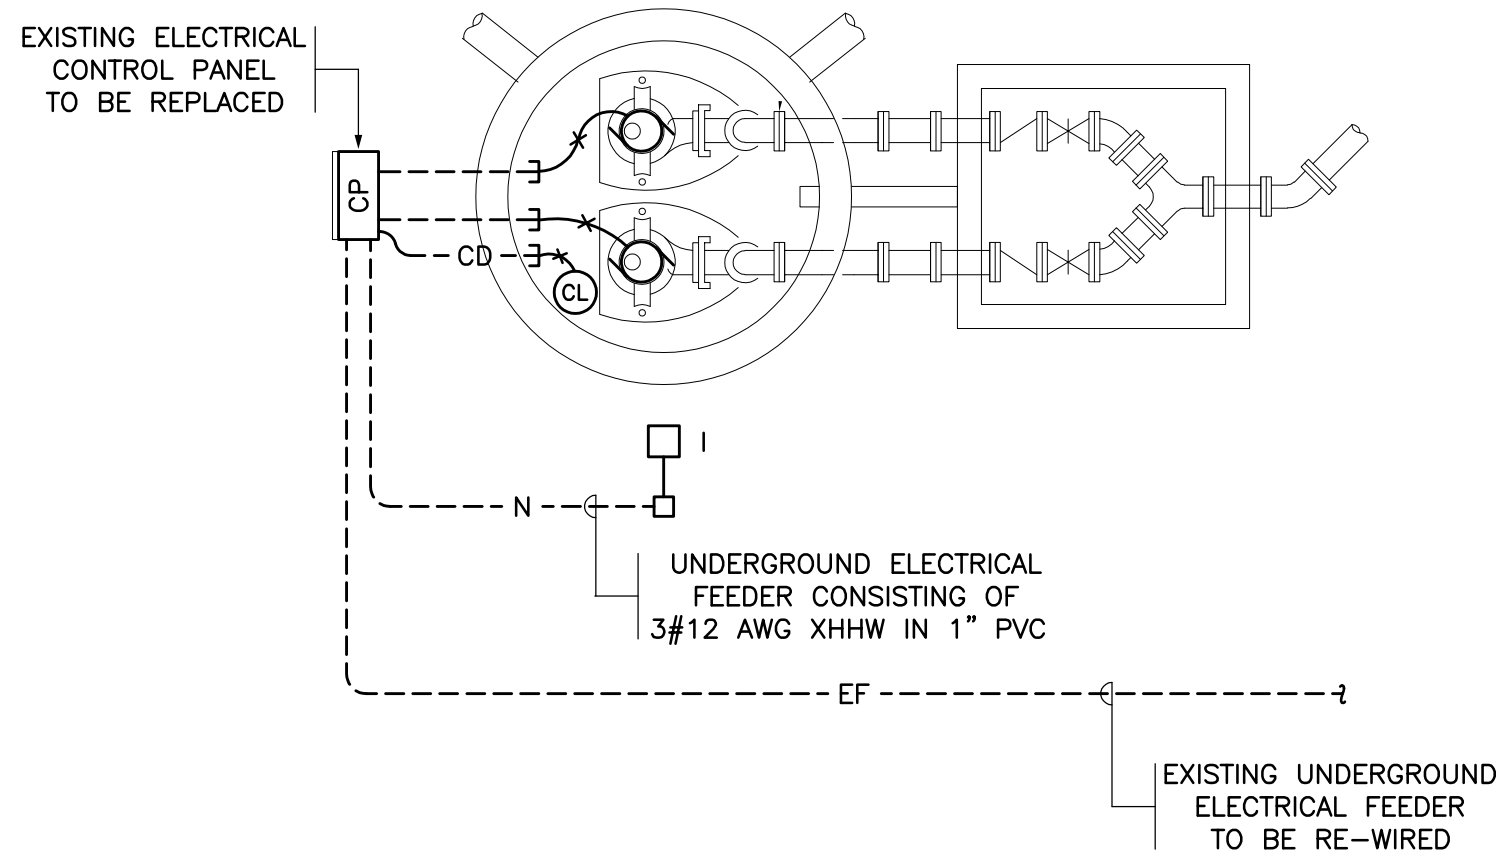 EXISTING ELECTRICAL
CONTROL PANEL
TO BE REPLACED
CP
CD
CL
I
N
UNDERGROUND ELECTRICAL
FEEDER CONSISTING OF
3#12 AWG XHHW IN 1” PVC
EF
EXISTING UNDERGROUND
ELECTRICAL FEEDER
TO BE RE-WIRED